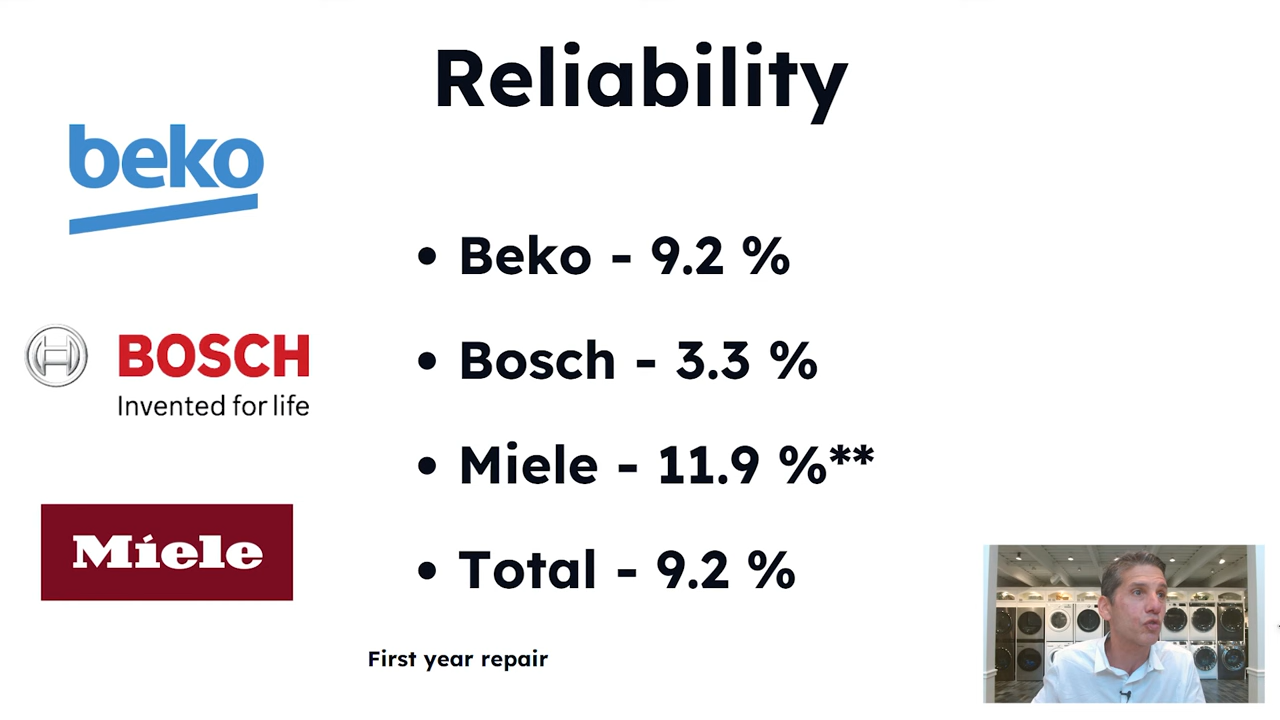 Reliability
beko
• Beko - 9.2 %
BOSCH
Invented for life
• Bosch - 3.3 %
• Miele - 11.9 %**
Miele
• Total - 9.2 %
First year repair